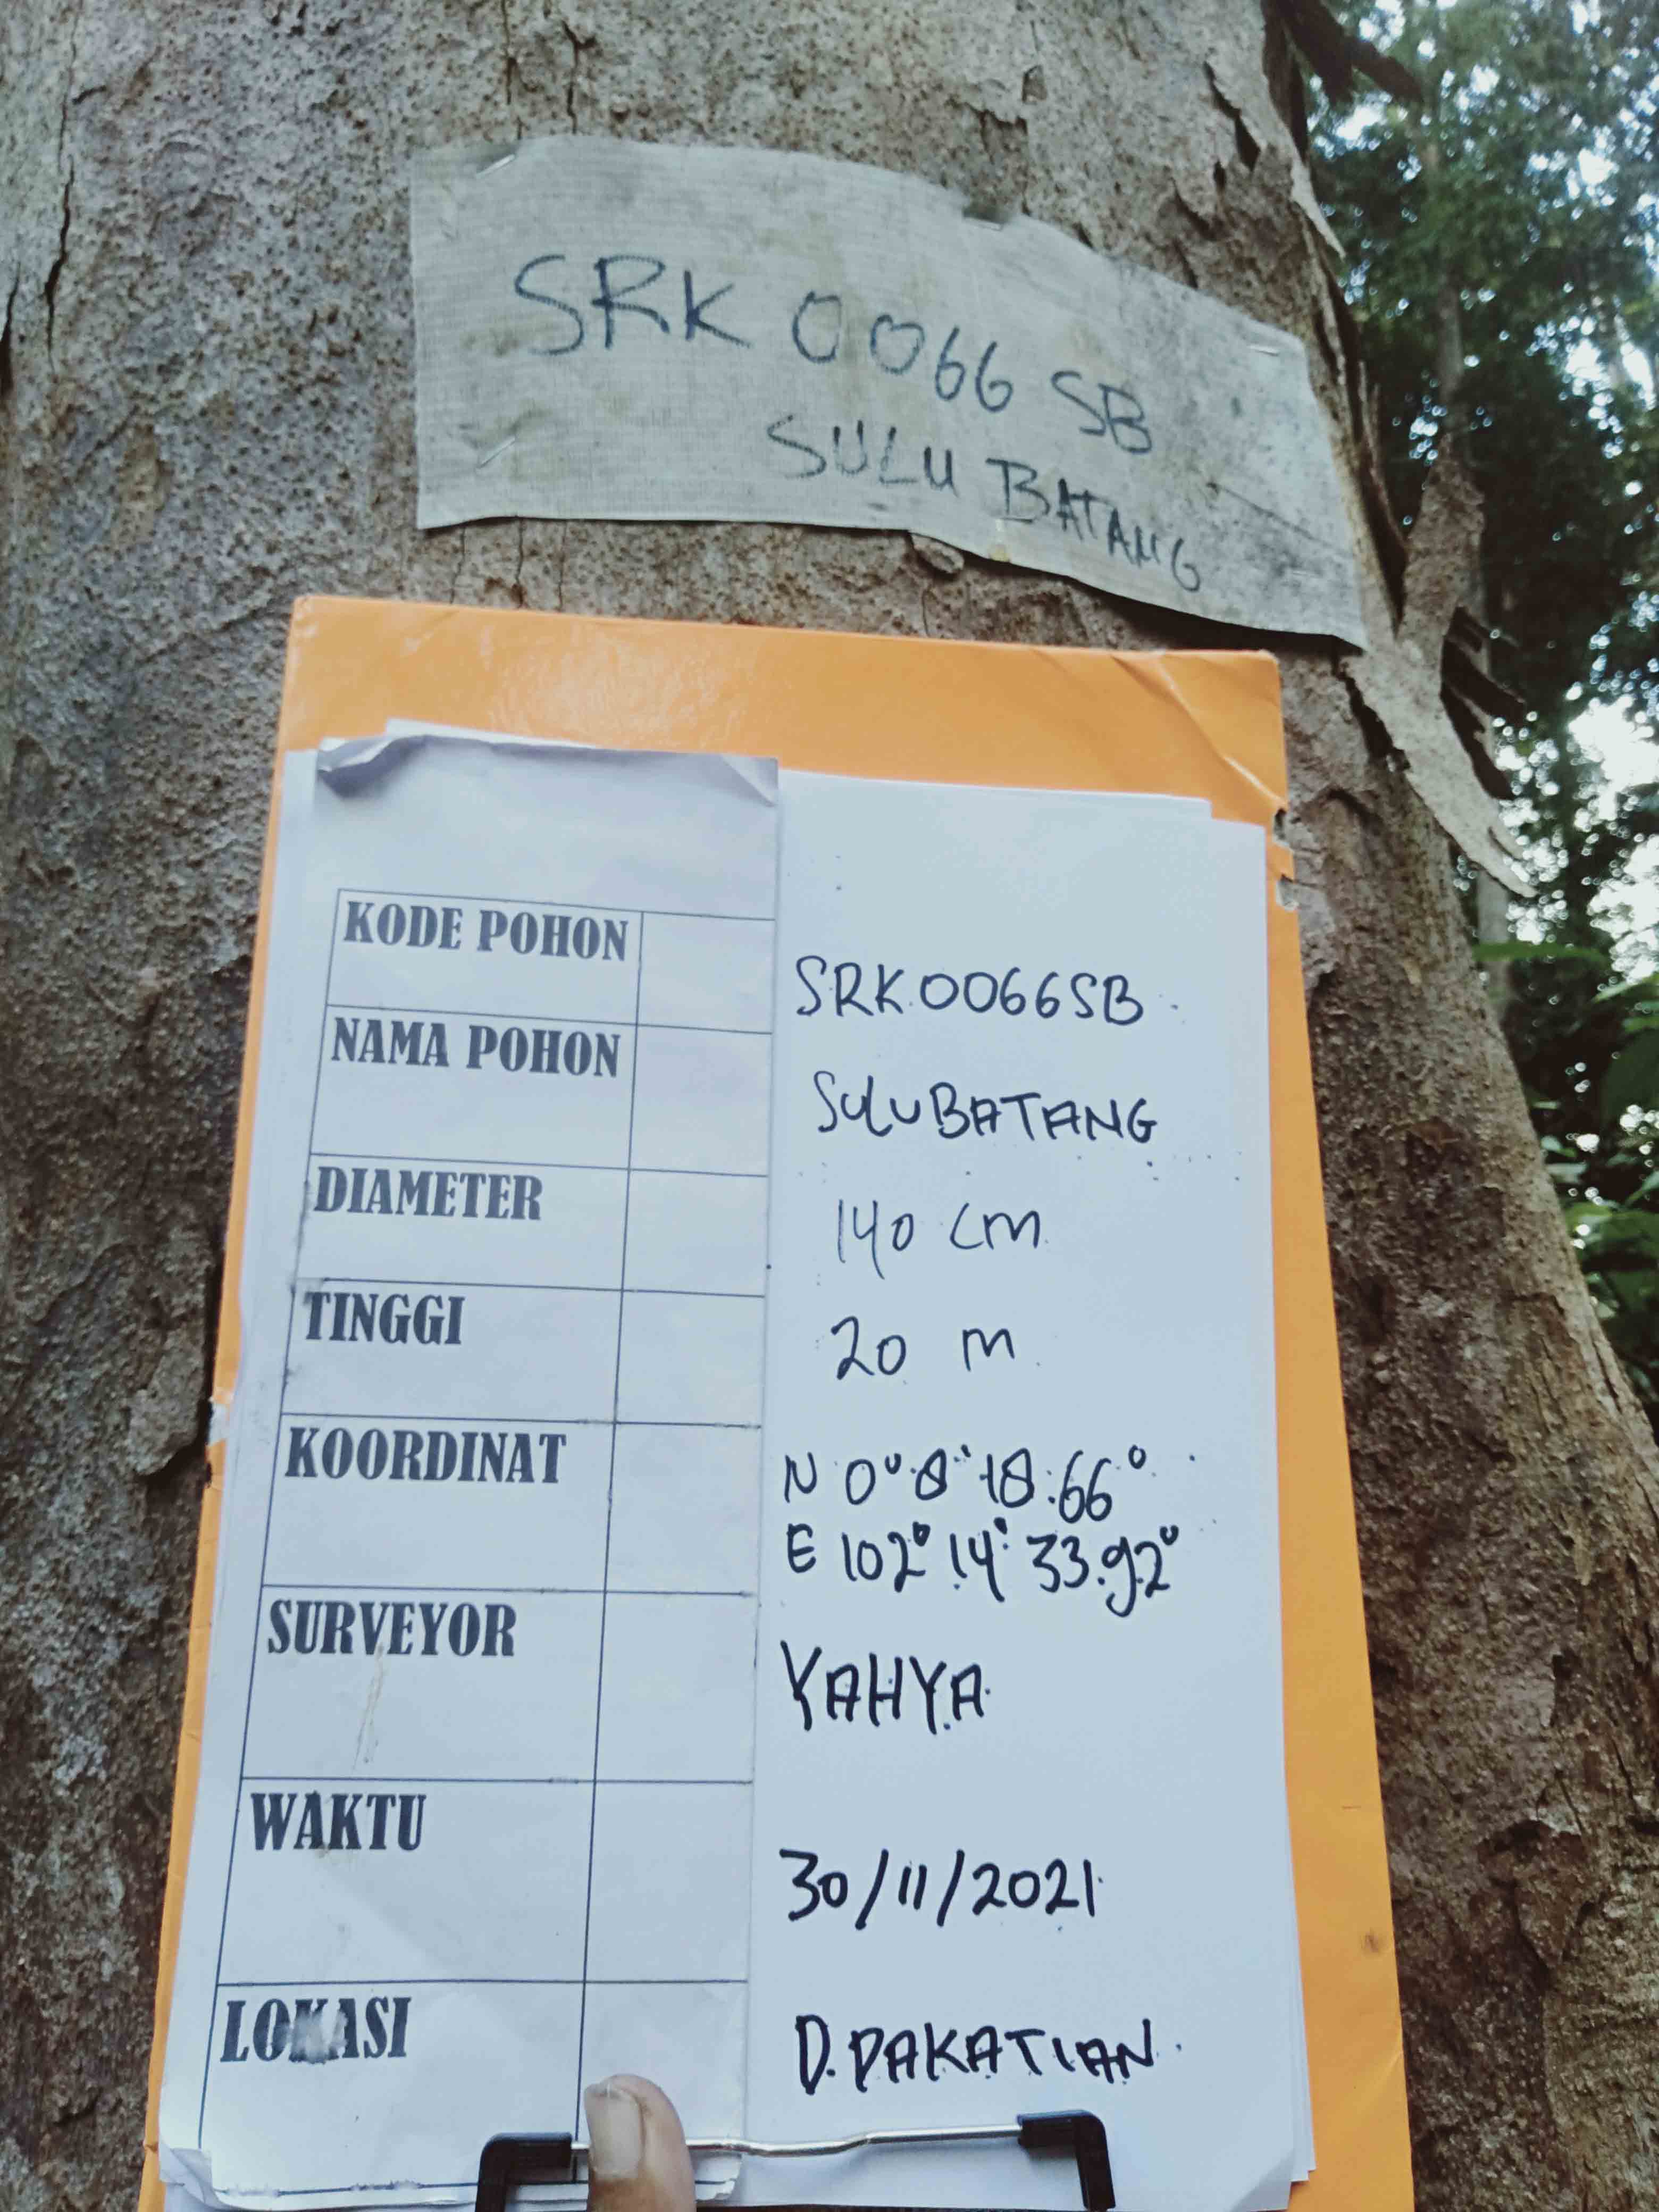 SRK 0066 SB
SULU BATANG
KODE POHON SRK0066SB
NAMA POHON SULUBATANG
DIAMETER 140 cm
TINGGI 20 m
KOORDINAT N 0° 8' 18.66°
E 102° 14' 33.92°
SURVEYOR YAHYA
WAKTU 30/11/2021
LOKASI D. PAKATIAN